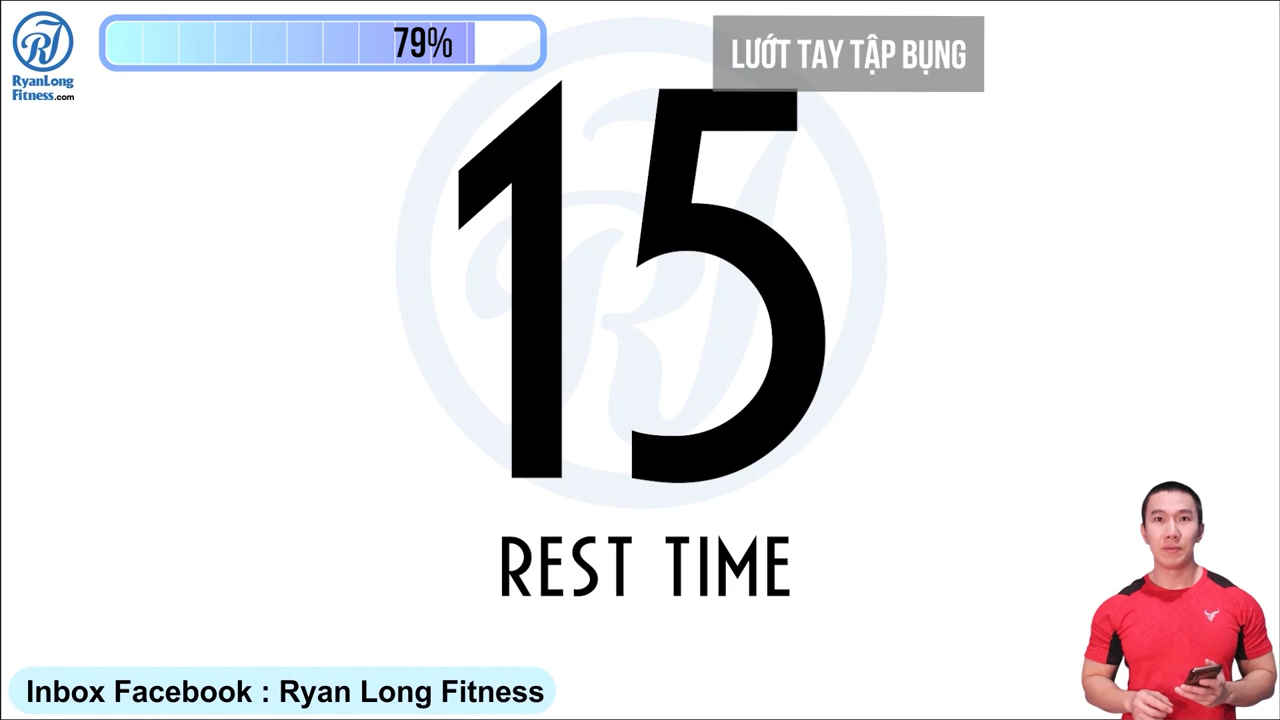 RyanLong
Fitness.com
79%
LƯỚT TAY TẬP BỤNG
15
REST TIME
Inbox Facebook : Ryan Long Fitness